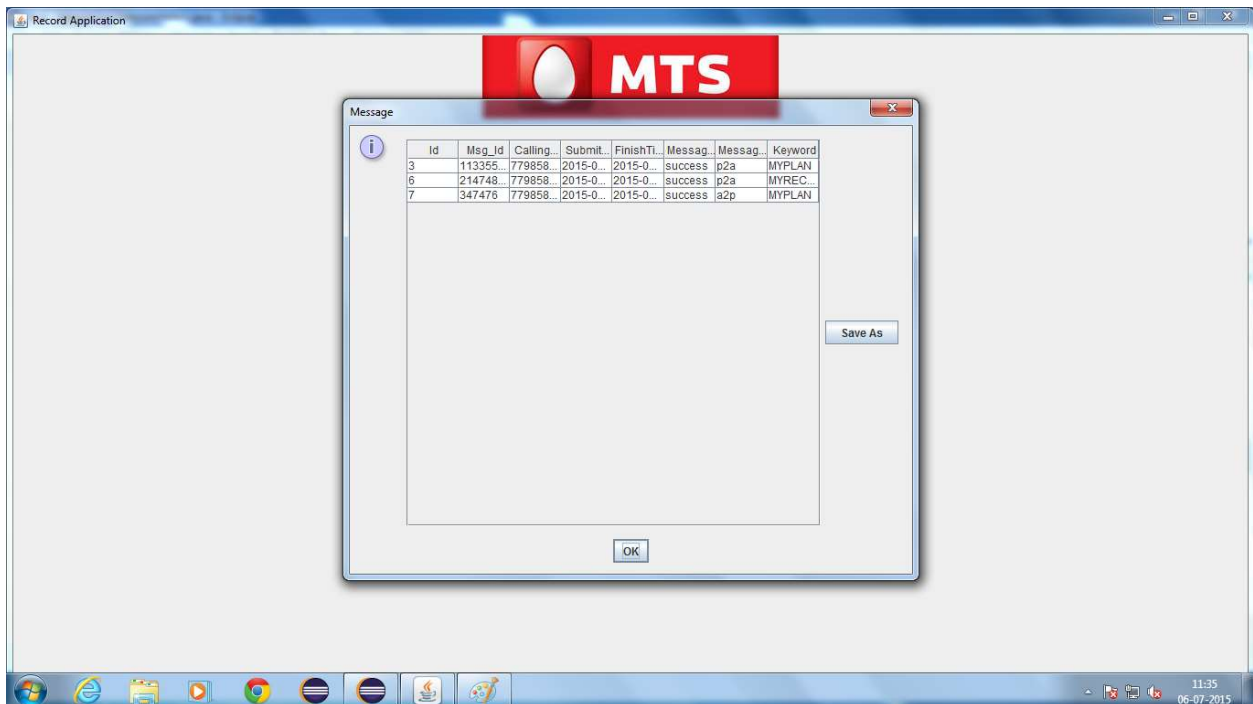 Record Application
MTS
Message
Id Msg_Id Calling... Submit... FinishTi... Messag... Messag... Keyword
3 113355... 779858... 2015-0... 2015-0... success p2a MYPLAN
6 214748... 779858... 2015-0... 2015-0... success p2a MYREC...
7 347476 779858... 2015-0... 2015-0... success a2p MYPLAN
Save As
OK
11:35
06-07-2015